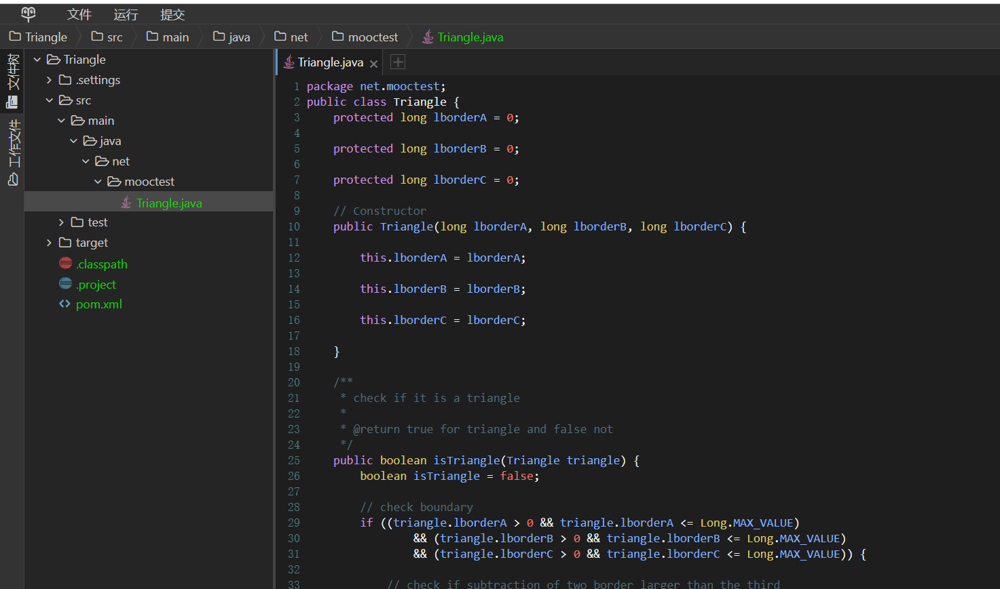 文件 运行 提交
Triangle src main java net mooctest Triangle.java
文件树
工作文件
Triangle
.settings
src
main
java
net
mooctest
Triangle.java
test
target
.classpath
.project
pom.xml
Triangle.java
1 package net.mooctest;
2 public class Triangle {
3 protected long lborderA = 0;
4
5 protected long lborderB = 0;
6
7 protected long lborderC = 0;
8
9 // Constructor
10 public Triangle(long lborderA, long lborderB, long lborderC) {
11
12 this.lborderA = lborderA;
13
14 this.lborderB = lborderB;
15
16 this.lborderC = lborderC;
17
18 }
19
20 /**
21 * check if it is a triangle
22 *
23 * @return true for triangle and false not
24 */
25 public boolean isTriangle(Triangle triangle) {
26 boolean isTriangle = false;
27
28 // check boundary
29 if ((triangle.lborderA > 0 && triangle.lborderA <= Long.MAX_VALUE)
30 && (triangle.lborderB > 0 && triangle.lborderB <= Long.MAX_VALUE)
31 && (triangle.lborderC > 0 && triangle.lborderC <= Long.MAX_VALUE)) {
32
33 // check if subtraction of two border larger than the third